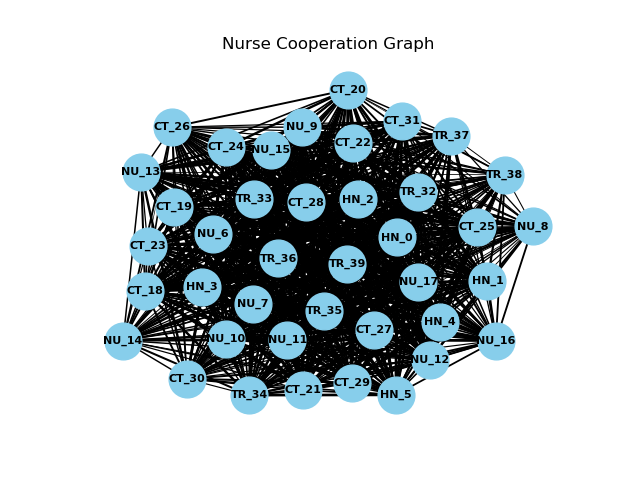 Nurse Cooperation Graph
CT_20
CT_31
CT_26
NU_9
TR_37
CT_22
CT_24
NU_15
NU_13
TR_38
TR_32
TR_33
HN_2
CT_28
CT_19
CT_25
NU_8
NU_6
HN_0
CT_23
TR_36
TR_39
HN_1
NU_17
HN_3
CT_18
NU_7
TR_35
HN_4
CT_27
NU_10
NU_11
NU_14
NU_16
NU_12
CT_30
CT_29
CT_21
TR_34
HN_5